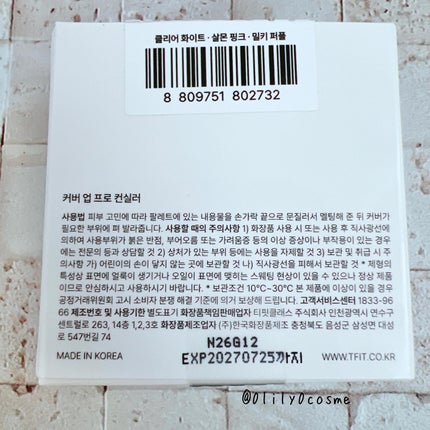 클리어 화이트 · 살몬 핑크 · 밀키 퍼플
8 809751 802732
커버 업 프로 컨실러
사용법 피부 고민에 따라 팔레트에 있는 내용물을 손가락 끝으로 문질러서 멜팅해 준 뒤 커버가
필요한 부위에 펴 발라줍니다. 사용할 때의 주의사항 1) 화장품 사용 시 또는 사용 후 직사광선에
의하여 사용부위가 붉은 반점, 부어오름 또는 가려움증 등의 이상 증상이나 부작용이 있는 경우
에는 전문의 등과 상담할 것 2) 상처가 있는 부위 등에는 사용을 자제할 것 3) 보관 및 취급 시 주
의사항 가) 어린이의 손이 닿지 않는 곳에 보관할 것 나) 직사광선을 피해서 보관할 것 * 제형의
특성상 표면에 얼룩이 생기거나 오일이 표면에 맺히는 스웨팅 현상이 있을 수 있으나 정상 제품
이므로 안심하시고 사용하시기 바랍니다. * 보관조건 10°C~30°C 본 제품에 이상이 있을 경우
공정거래위원회 고시 소비자 분쟁 해결 기준에 의거 보상해 드립니다. 고객서비스센터 1833-96
66 제조번호 및 사용기한 별도표기 화장품책임판매업자 티핏클래스 주식회사 인천광역시 연수구
센트럴로 263, 14층 1,2,3호 화장품제조업자 (주)한국화장품제조 충청북도 음성군 삼성면 대성
로 547번길 74
N26G12
MADE IN KOREA
EXP20270725까지
WWW.TFIT.CO.KR
@0lily0cosme